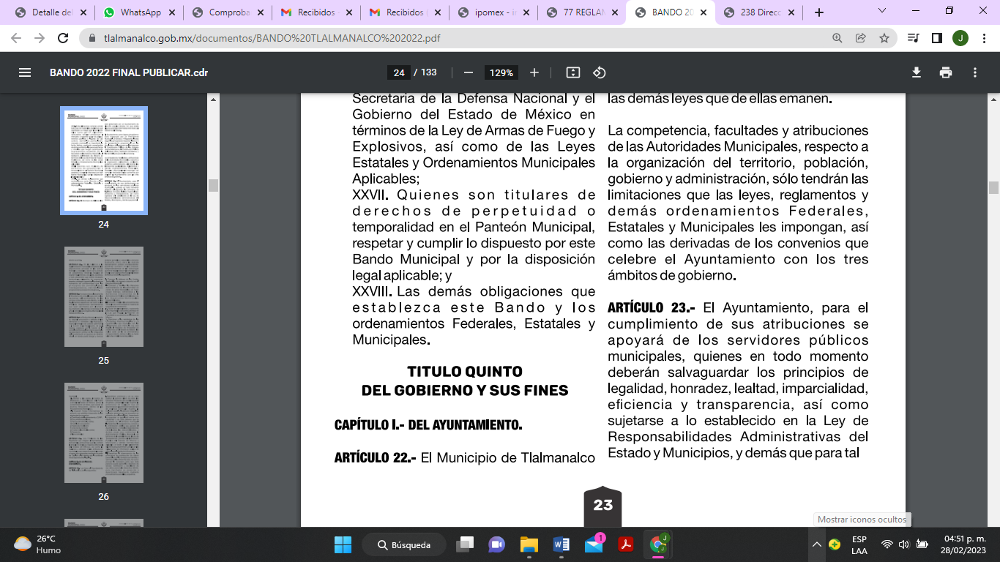 Detalle del
WhatsApp
Comproba
Recibidos
Recibidos (
ipomex - i
77 REGLAM
BANDO 20
238 Direcc
tlalmanalco.gob.mx/documentos/BANDO%20TLALMANALCO%202022.pdf
J
BANDO 2022 FINAL PUBLICAR.cdr
24 / 133
129%
24
25
26
Secretaria de la Defensa Nacional y el
Gobierno del Estado de México en
términos de la Ley de Armas de Fuego y
Explosivos, así como de las Leyes
Estatales y Ordenamientos Municipales
Aplicables;
XXVII. Quienes son titulares de
derechos de perpetuidad o
temporalidad en el Panteón Municipal,
respetar y cumplir lo dispuesto por este
Bando Municipal y por la disposición
legal aplicable; y
XXVIII. Las demás obligaciones que
establezca este Bando y los
ordenamientos Federales, Estatales y
Municipales.
TITULO QUINTO
DEL GOBIERNO Y SUS FINES
CAPÍTULO I.- DEL AYUNTAMIENTO.
ARTÍCULO 22.- El Municipio de Tlalmanalco
las demás leyes que de ellas emanen.
La competencia, facultades y atribuciones
de las Autoridades Municipales, respecto a
la organización del territorio, población,
gobierno y administración, sólo tendrán las
limitaciones que las leyes, reglamentos y
demás ordenamientos Federales,
Estatales y Municipales les impongan, así
como las derivadas de los convenios que
celebre el Ayuntamiento con los tres
ámbitos de gobierno.
ARTÍCULO 23.- El Ayuntamiento, para el
cumplimiento de sus atribuciones se
apoyará de los servidores públicos
municipales, quienes en todo momento
deberán salvaguardar los principios de
legalidad, honradez, lealtad, imparcialidad,
eficiencia y transparencia, así como
sujetarse a lo establecido en la Ley de
Responsabilidades Administrativas del
Estado y Municipios, y demás que para tal
23
Mostrar iconos ocultos
26°C
Humo
Búsqueda
1
J
ESP
LAA
04:51 p. m.
28/02/2023